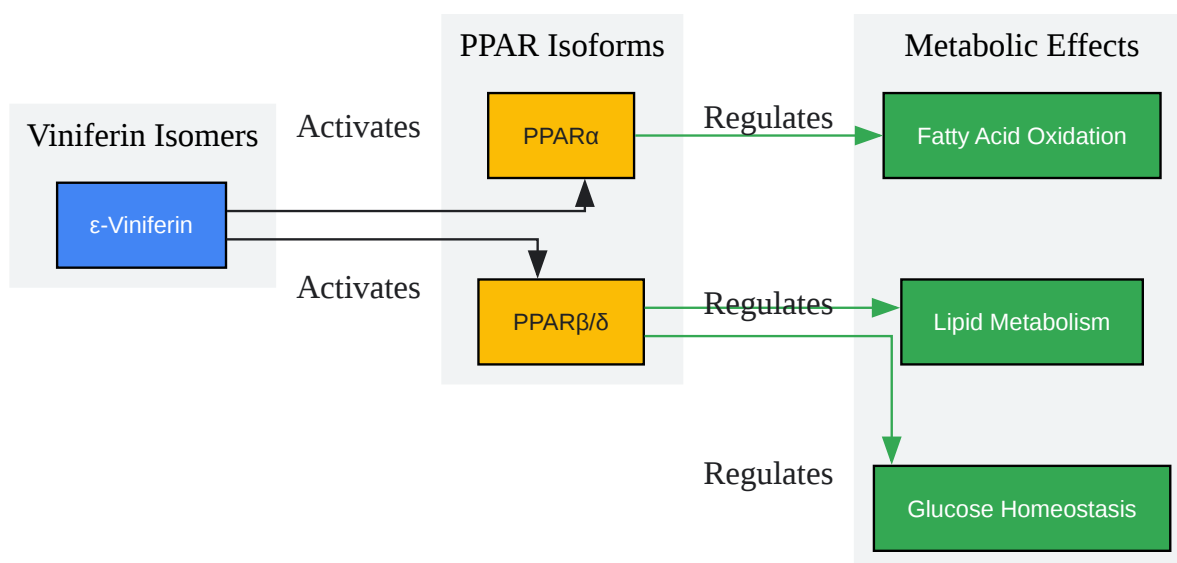 PPAR Isoforms
Metabolic Effects
Viniferin Isomers
Activates
PPARα
Regulates
Fatty Acid Oxidation
ε-Viniferin
Activates
PPARβ/δ
Regulates
Lipid Metabolism
Regulates
Glucose Homeostasis